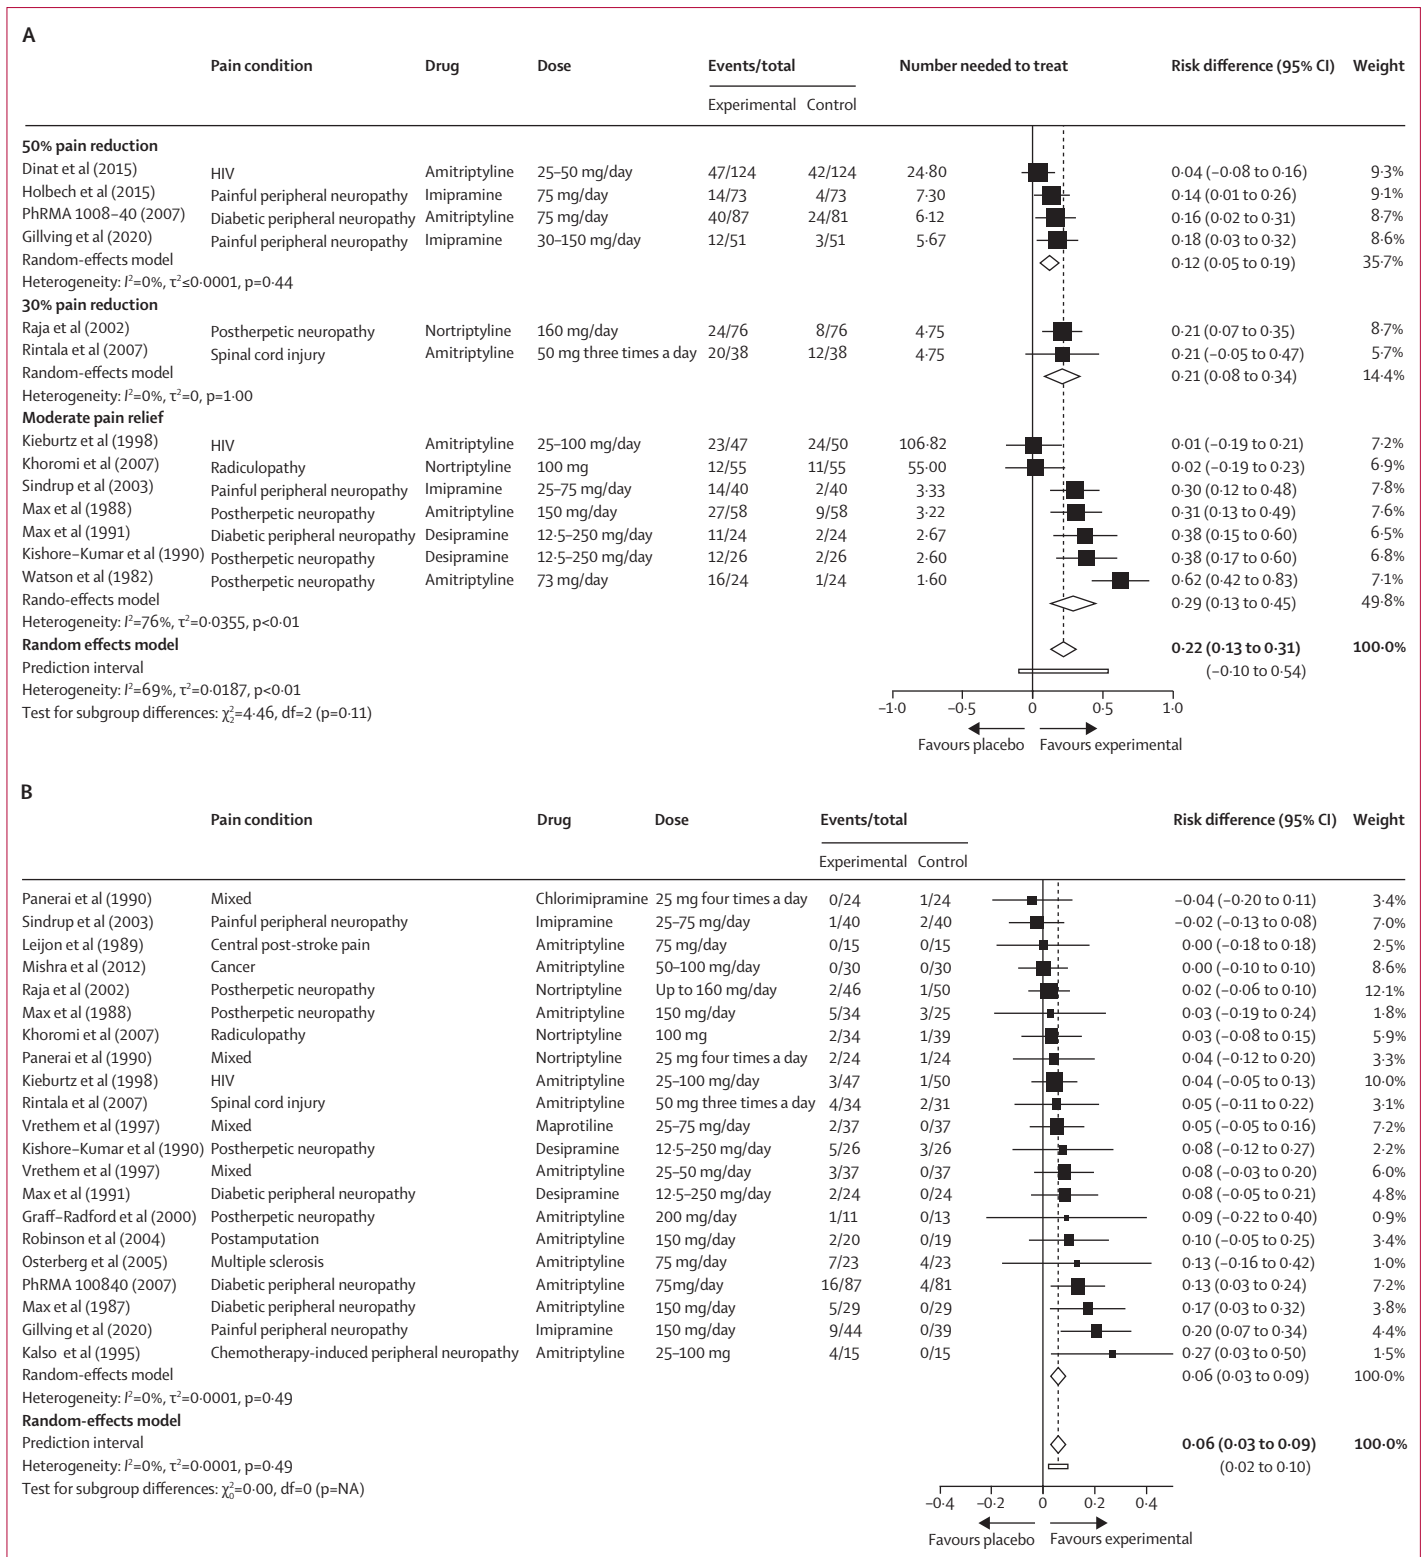 A
Pain condition Drug Dose Events/total Number needed to treat Risk difference (95% CI) Weight
Experimental Control
50% pain reduction
Dinat et al (2015) HIV Amitriptyline 25–50 mg/day 47/124 42/124 24·80 0·04 (−0·08 to 0·16) 9·3%
Holbech et al (2015) Painful peripheral neuropathy Imipramine 75 mg/day 14/73 4/73 7·30 0·14 (0·01 to 0·26) 9·1%
PhRMA 1008–40 (2007) Diabetic peripheral neuropathy Amitriptyline 75 mg/day 40/87 24/81 6·12 0·16 (0·02 to 0·31) 8·7%
Gillving et al (2020) Painful peripheral neuropathy Imipramine 30–150 mg/day 12/51 3/51 5·67 0·18 (0·03 to 0·32) 8·6%
Random-effects model 0·12 (0·05 to 0·19) 35·7%
Heterogeneity: I²=0%, τ²≤0·0001, p=0·44
30% pain reduction
Raja et al (2002) Postherpetic neuropathy Nortriptyline 160 mg/day 24/76 8/76 4·75 0·21 (0·07 to 0·35) 8·7%
Rintala et al (2007) Spinal cord injury Amitriptyline 50 mg three times a day 20/38 12/38 4·75 0·21 (−0·05 to 0·47) 5·7%
Random-effects model 0·21 (0·08 to 0·34) 14·4%
Heterogeneity: I²=0%, τ²=0, p=1·00
Moderate pain relief
Kieburtz et al (1998) HIV Amitriptyline 25–100 mg/day 23/47 24/50 106·82 0·01 (−0·19 to 0·21) 7·2%
Khoromi et al (2007) Radiculopathy Nortriptyline 100 mg 12/55 11/55 55·00 0·02 (−0·19 to 0·23) 6·9%
Sindrup et al (2003) Painful peripheral neuropathy Imipramine 25–75 mg/day 14/40 2/40 3·33 0·30 (0·12 to 0·48) 7·8%
Max et al (1988) Postherpetic neuropathy Amitriptyline 150 mg/day 27/58 9/58 3·22 0·31 (0·13 to 0·49) 7·6%
Max et al (1991) Diabetic peripheral neuropathy Desipramine 12·5–250 mg/day 11/24 2/24 2·67 0·38 (0·15 to 0·60) 6·5%
Kishore–Kumar et al (1990) Postherpetic neuropathy Desipramine 12·5–250 mg/day 12/26 2/26 2·60 0·38 (0·17 to 0·60) 6·8%
Watson et al (1982) Postherpetic neuropathy Amitriptyline 73 mg/day 16/24 1/24 1·60 0·62 (0·42 to 0·83) 7·1%
Rando-effects model 0·29 (0·13 to 0·45) 49·8%
Heterogeneity: I²=76%, τ²=0·0355, p<0·01
Random effects model 0·22 (0·13 to 0·31) 100·0%
Prediction interval (−0·10 to 0·54)
Heterogeneity: I²=69%, τ²=0·0187, p<0·01
Test for subgroup differences: χ²₂=4·46, df=2 (p=0·11)
−1·0 −0·5 0 0·5 1·0
Favours placebo Favours experimental
B
Pain condition Drug Dose Events/total Risk difference (95% CI) Weight
Experimental Control
Panerai et al (1990) Mixed Chlorimipramine 25 mg four times a day 0/24 1/24 −0·04 (−0·20 to 0·11) 3·4%
Sindrup et al (2003) Painful peripheral neuropathy Imipramine 25–75 mg/day 1/40 2/40 −0·02 (−0·13 to 0·08) 7·0%
Leijon et al (1989) Central post-stroke pain Amitriptyline 75 mg/day 0/15 0/15 0·00 (−0·18 to 0·18) 2·5%
Mishra et al (2012) Cancer Amitriptyline 50–100 mg/day 0/30 0/30 0·00 (−0·10 to 0·10) 8·6%
Raja et al (2002) Postherpetic neuropathy Nortriptyline Up to 160 mg/day 2/46 1/50 0·02 (−0·06 to 0·10) 12·1%
Max et al (1988) Postherpetic neuropathy Amitriptyline 150 mg/day 5/34 3/25 0·03 (−0·19 to 0·24) 1·8%
Khoromi et al (2007) Radiculopathy Nortriptyline 100 mg 2/34 1/39 0·03 (−0·08 to 0·15) 5·9%
Panerai et al (1990) Mixed Nortriptyline 25 mg four times a day 2/24 1/24 0·04 (−0·12 to 0·20) 3·3%
Kieburtz et al (1998) HIV Amitriptyline 25–100 mg/day 3/47 1/50 0·04 (−0·05 to 0·13) 10·0%
Rintala et al (2007) Spinal cord injury Amitriptyline 50 mg three times a day 4/34 2/31 0·05 (−0·11 to 0·22) 3·1%
Vrethem et al (1997) Mixed Maprotiline 25–75 mg/day 2/37 0/37 0·05 (−0·05 to 0·16) 7·2%
Kishore–Kumar et al (1990) Postherpetic neuropathy Desipramine 12·5–250 mg/day 5/26 3/26 0·08 (−0·12 to 0·27) 2·2%
Vrethem et al (1997) Mixed Amitriptyline 25–50 mg/day 3/37 0/37 0·08 (−0·03 to 0·20) 6·0%
Max et al (1991) Diabetic peripheral neuropathy Desipramine 12·5–250 mg/day 2/24 0/24 0·08 (−0·05 to 0·21) 4·8%
Graff–Radford et al (2000) Postherpetic neuropathy Amitriptyline 200 mg/day 1/11 0/13 0·09 (−0·22 to 0·40) 0·9%
Robinson et al (2004) Postamputation Amitriptyline 150 mg/day 2/20 0/19 0·10 (−0·05 to 0·25) 3·4%
Osterberg et al (2005) Multiple sclerosis Amitriptyline 75 mg/day 7/23 4/23 0·13 (−0·16 to 0·42) 1·0%
PhRMA 100840 (2007) Diabetic peripheral neuropathy Amitriptyline 75mg/day 16/87 4/81 0·13 (0·03 to 0·24) 7·2%
Max et al (1987) Diabetic peripheral neuropathy Amitriptyline 150 mg/day 5/29 0/29 0·17 (0·03 to 0·32) 3·8%
Gillving et al (2020) Painful peripheral neuropathy Imipramine 150 mg/day 9/44 0/39 0·20 (0·07 to 0·34) 4·4%
Kalso et al (1995) Chemotherapy-induced peripheral neuropathy Amitriptyline 25–100 mg 4/15 0/15 0·27 (0·03 to 0·50) 1·5%
Random-effects model 0·06 (0·03 to 0·09) 100·0%
Heterogeneity: I²=0%, τ²=0·0001, p=0·49
Random-effects model
Prediction interval 0·06 (0·03 to 0·09) 100·0%
Heterogeneity: I²=0%, τ²=0·0001, p=0·49 (0·02 to 0·10)
Test for subgroup differences: χ²₀=0·00, df=0 (p=NA)
−0·4 −0·2 0 0·2 0·4
Favours placebo Favours experimental